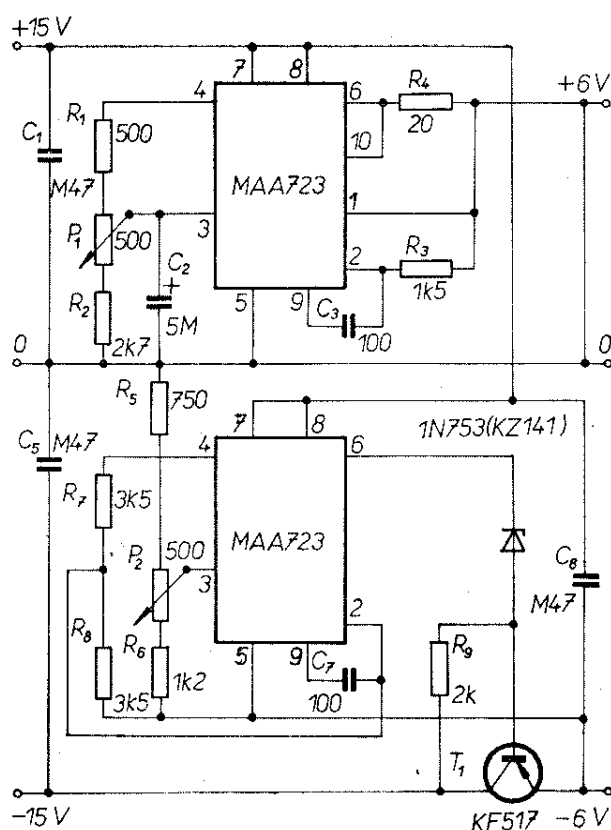 +15 V
7
8
4
6
R₄
+6 V
R₁
500
20
C₁
10
M47
MAA723
P₁
500
3
1
C₂
+
2
R₃
R₂
5
9
C₃
1k5
5M
100
2k7
0
0
R₅
750
7
8
1N753(KZ141)
C₅
M47
4
6
R₇
3k5
MAA723
P₂
500
C₈
3
2
M47
R₈
R₆
5
9
C₇
R₉
1k2
100
2k
3k5
T₁
-15 V
KF517
-6 V